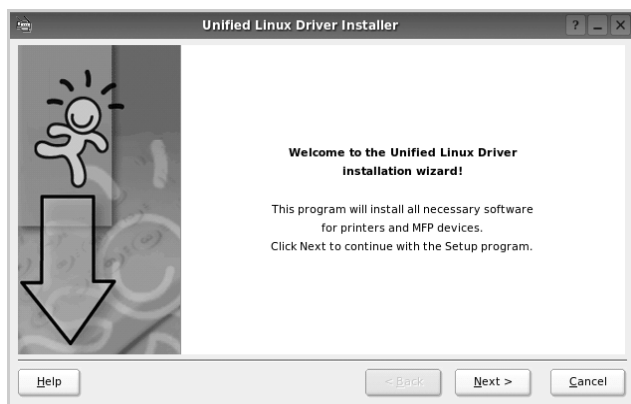 Unified Linux Driver Installer
Welcome to the Unified Linux Driver
installation wizard!
This program will install all necessary software
for printers and MFP devices.
Click Next to continue with the Setup program.
Help
< Back
Next >
Cancel